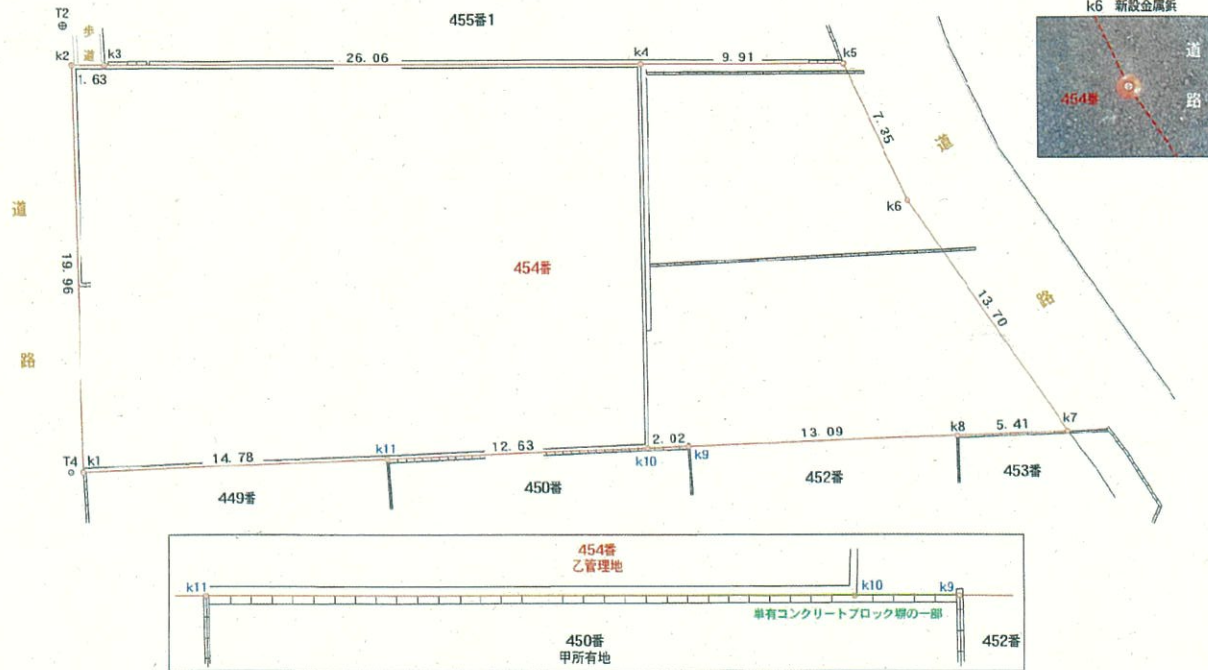 T2
455番1
k6 新設金属鋲
歩道
k2
k3
26. 06
k4
9. 91
k5
1. 63
7. 35
道路
454番
道路
k6
道路
19. 96
454番
13. 70
T4
k1
14. 78
k11
12. 63
k10
2. 02
k9
13. 09
k8
5. 41
k7
449番
450番
452番
453番
454番
乙管理地
k11
k10
k9
単有コンクリートブロック塀の一部
450番
甲所有地
452番